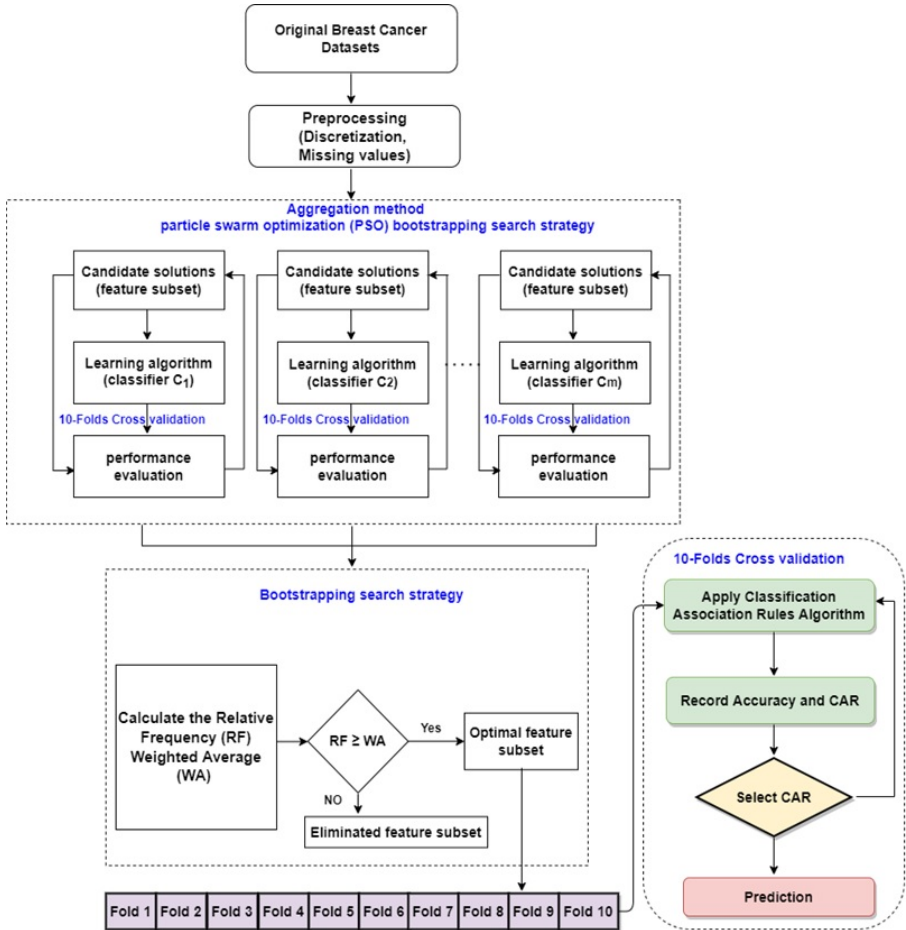 Original Breast Cancer
Datasets
Preprocessing
(Discretization,
Missing values)
Aggregation method
particle swarm optimization (PSO) bootstrapping search strategy
Candidate solutions
(feature subset)
Learning algorithm
(classifier C1)
10-Folds Cross validation
performance
evaluation
Candidate solutions
(feature subset)
Learning algorithm
(classifier C2)
10-Folds Cross validation
performance
evaluation
Candidate solutions
(feature subset)
Learning algorithm
(classifier Cm)
10-Folds Cross validation
performance
evaluation
Bootstrapping search strategy
Calculate the Relative
Frequency (RF)
Weighted Average
(WA)
RF ≥ WA
Yes
Optimal feature
subset
NO
Eliminated feature subset
Fold 1 Fold 2 Fold 3 Fold 4 Fold 5 Fold 6 Fold 7 Fold 8 Fold 9 Fold 10
10-Folds Cross validation
Apply Classification
Association Rules Algorithm
Record Accuracy and CAR
Select CAR
Prediction